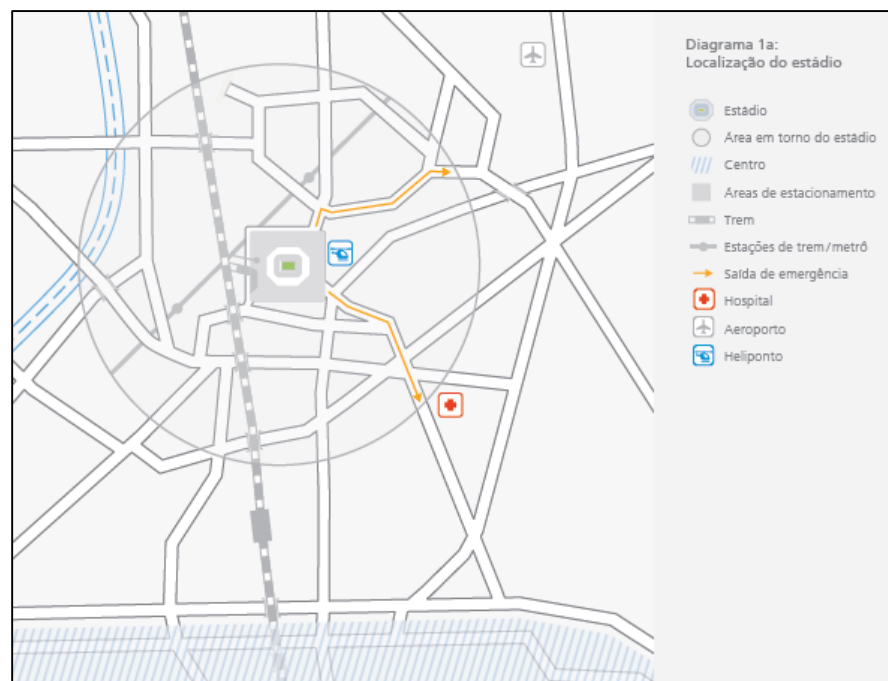 Diagrama 1a:
Localização do estádio
Estádio
Área em torno do estádio
Centro
Áreas de estacionamento
Trem
Estações de trem/metrô
Saída de emergência
Hospital
Aeroporto
Heliponto